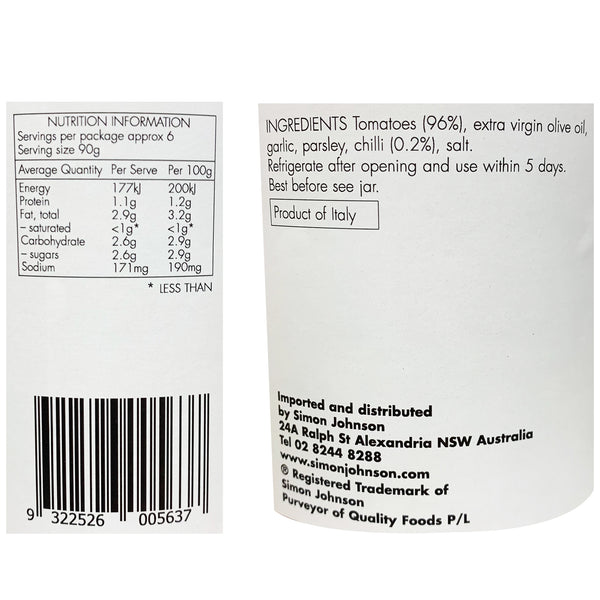 NUTRITION INFORMATION
Servings per package approx 6
Serving size 90g
Average Quantity Per Serve Per 100g
Energy 177kJ 200kJ
Protein 1.1g 1.2g
Fat, total 2.9g 3.2g
– saturated <1g* <1g*
Carbohydrate 2.6g 2.9g
– sugars 2.6g 2.9g
Sodium 171mg 190mg
* LESS THAN
9 322526 005637
INGREDIENTS Tomatoes (96%), extra virgin olive oil,
garlic, parsley, chilli (0.2%), salt.
Refrigerate after opening and use within 5 days.
Best before see jar.
Product of Italy
Imported and distributed
by Simon Johnson
24A Ralph St Alexandria NSW Australia
Tel 02 8244 8288
www.simonjohnson.com
® Registered Trademark of
Simon Johnson
Purveyor of Quality Foods P/L